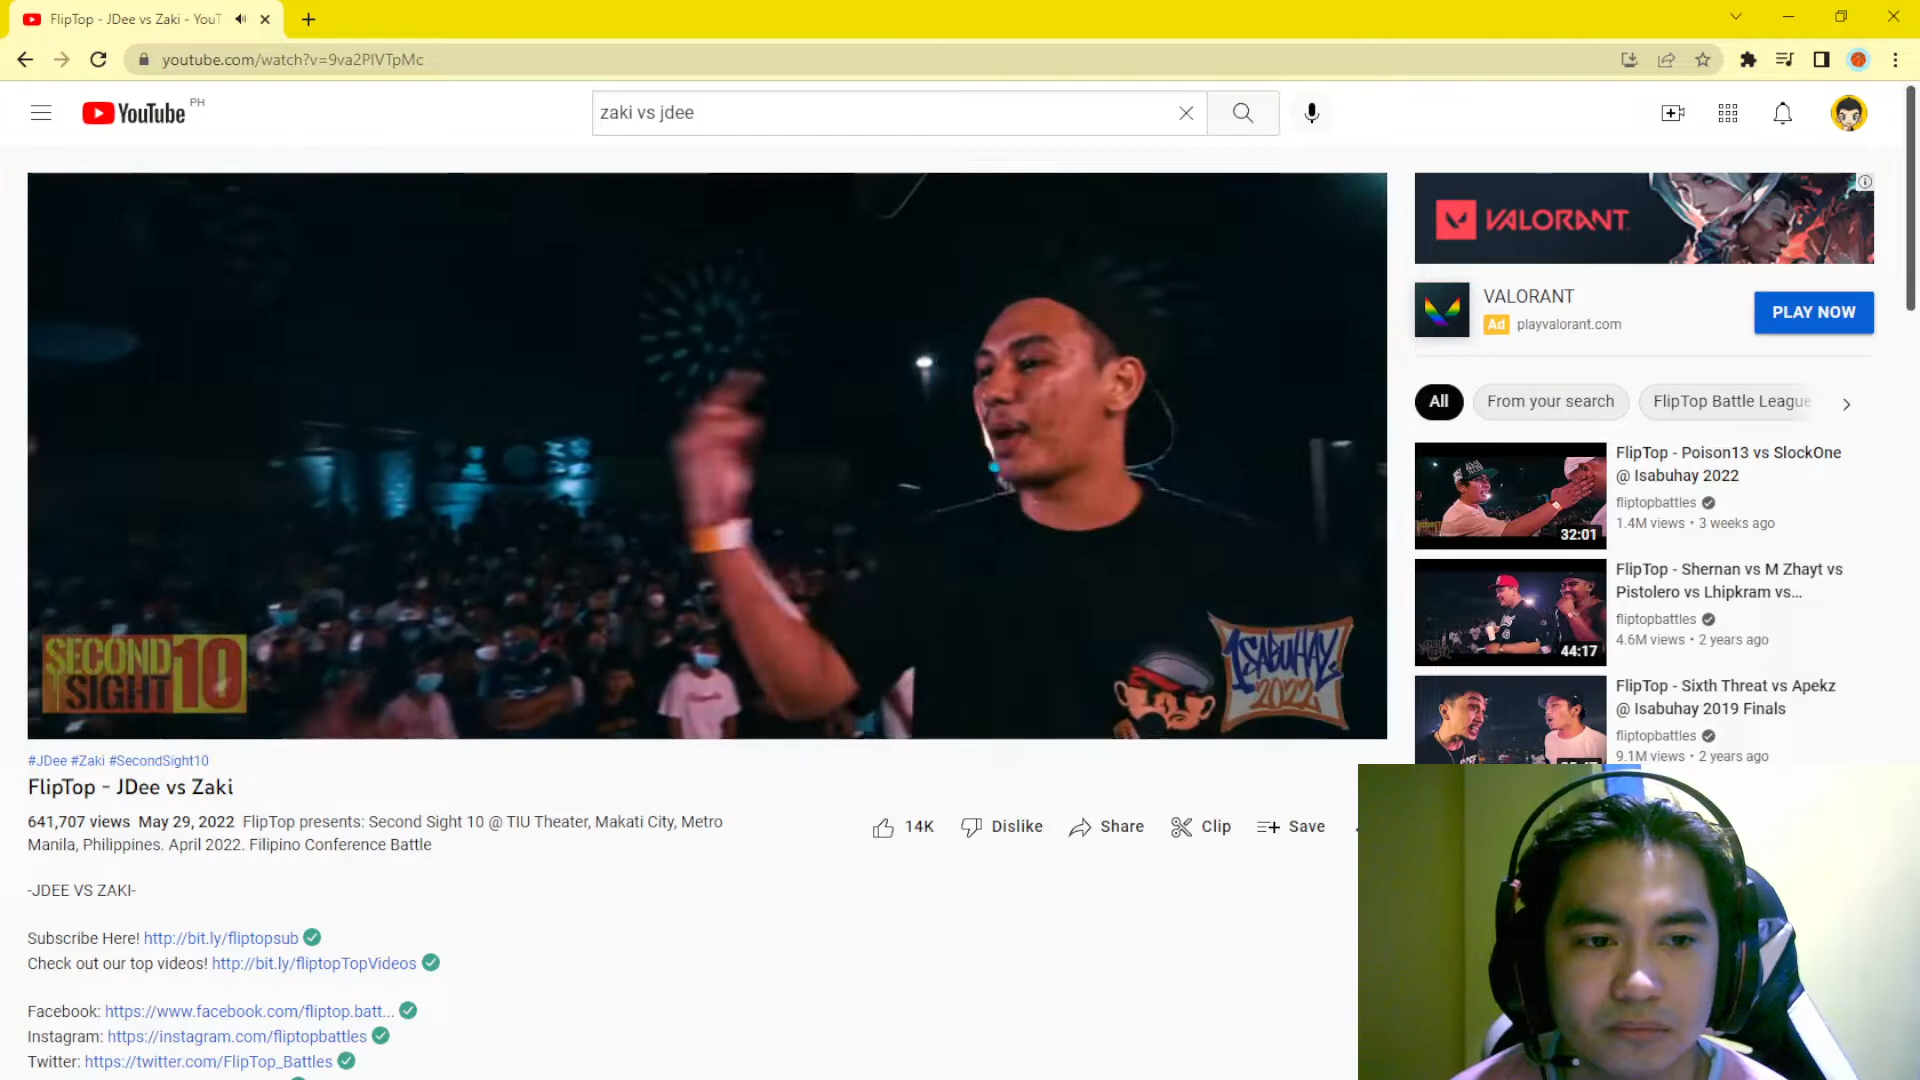 FlipTop - JDee vs Zaki - YouT
youtube.com/watch?v=9va2PlVTpMc
YouTube PH
zaki vs jdee
SECOND SIGHT 10
ISABUHAY 2022
#JDee #Zaki #SecondSight10
FlipTop - JDee vs Zaki
641,707 views May 29, 2022 FlipTop presents: Second Sight 10 @ TIU Theater, Makati City, Metro
Manila, Philippines. April 2022. Filipino Conference Battle
14K Dislike Share Clip Save
-JDEE VS ZAKI-
Subscribe Here! http://bit.ly/fliptopsub
Check out our top videos! http://bit.ly/fliptopTopVideos
Facebook: https://www.facebook.com/fliptop.batt...
Instagram: https://instagram.com/fliptopbattles
Twitter: https://twitter.com/FlipTop_Battles
VALORANT
VALORANT
Ad playvalorant.com
PLAY NOW
All From your search FlipTop Battle League
FlipTop - Poison13 vs SlockOne
@ Isabuhay 2022
fliptopbattles
1.4M views • 3 weeks ago
32:01
FlipTop - Shernan vs M Zhayt vs
Pistolero vs Lhipkram vs...
fliptopbattles
4.6M views • 2 years ago
44:17
FlipTop - Sixth Threat vs Apekz
@ Isabuhay 2019 Finals
fliptopbattles
9.1M views • 2 years ago